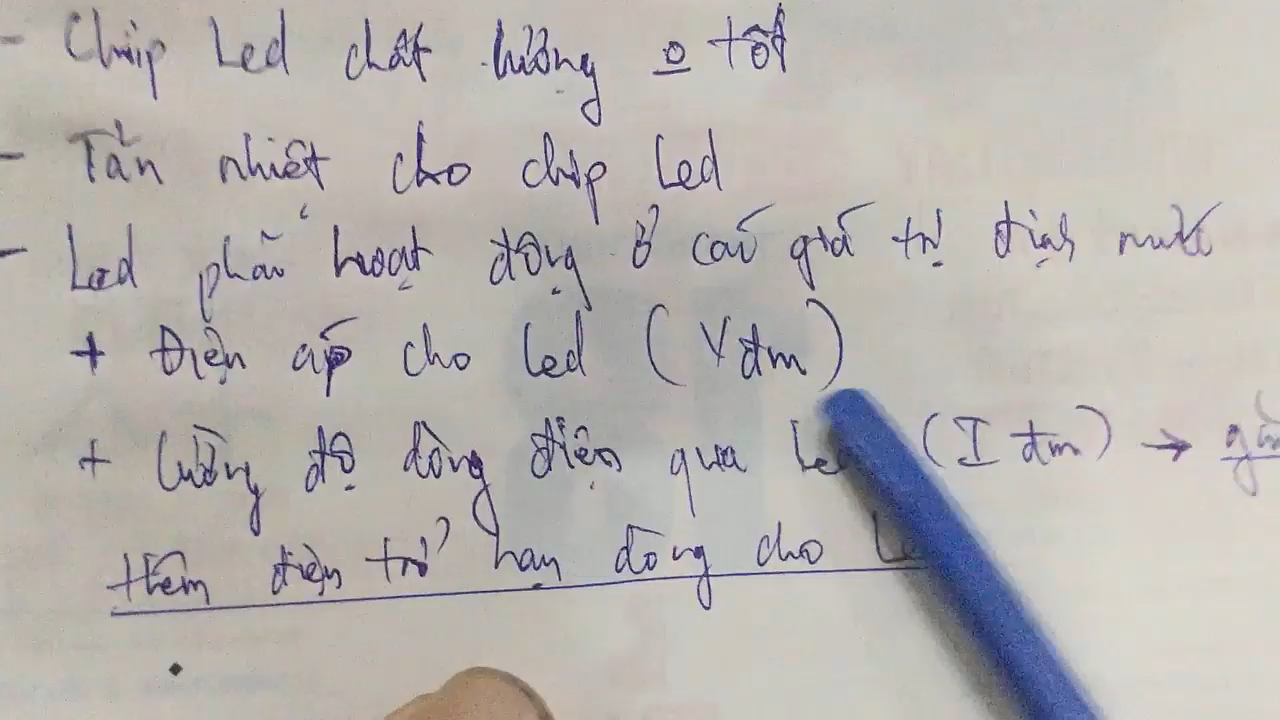 - Chip Led chất lượng o tốt
- Tản nhiệt cho chip Led
- Led phải hoạt động ở các giá trị định mức
+ Điện áp cho led (Vđm)
+ Cường độ dòng điện qua (I đm) →
thêm điện trở hạn dòng cho